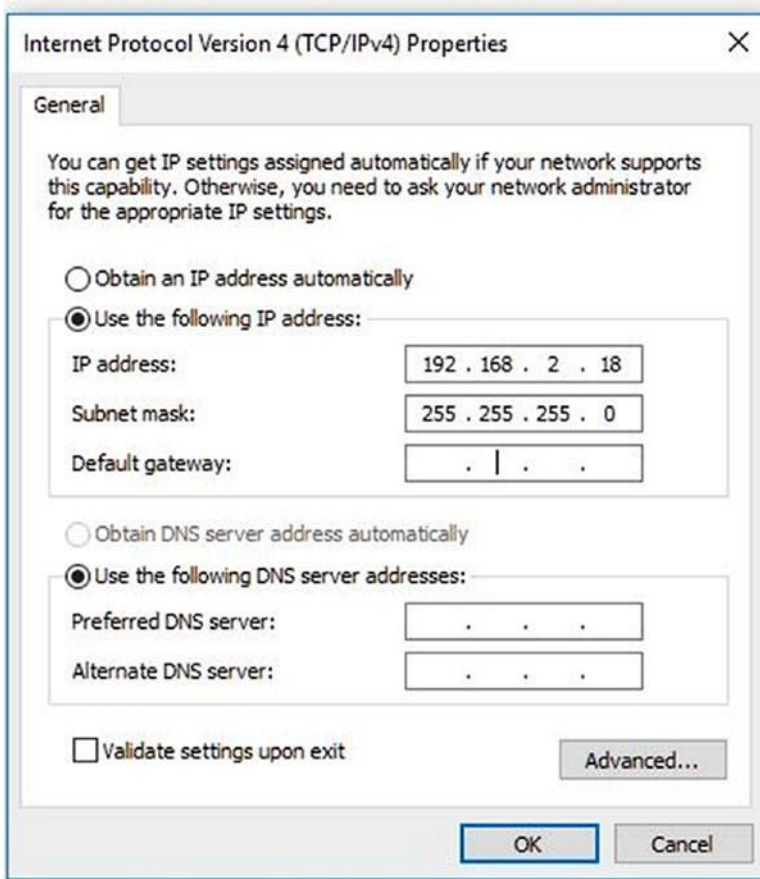 Internet Protocol Version 4 (TCP/IPv4) Properties
General
You can get IP settings assigned automatically if your network supports
this capability. Otherwise, you need to ask your network administrator
for the appropriate IP settings.
Obtain an IP address automatically
Use the following IP address:
IP address: 192 . 168 . 2 . 18
Subnet mask: 255 . 255 . 255 . 0
Default gateway: . . .
Obtain DNS server address automatically
Use the following DNS server addresses:
Preferred DNS server: . . .
Alternate DNS server: . . .
Validate settings upon exit
Advanced...
OK Cancel